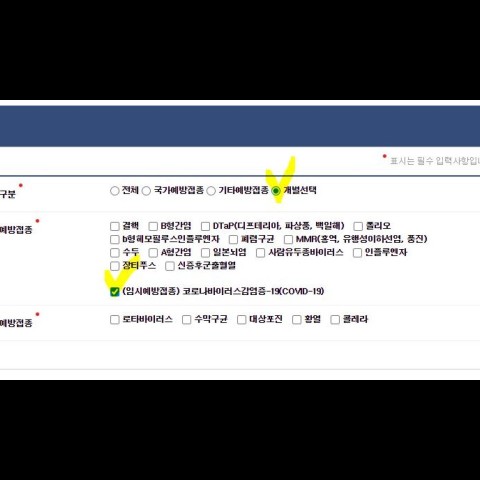 * 표시는 필수 입력사항입니
구분 *
전체 국가예방접종 기타예방접종 개별선택
예방접종 *
결핵 B형간염 DTaP(디프테리아, 파상풍, 백일해) 폴리오
b형헤모필루스인플루엔자 폐렴구균 MMR(홍역, 유행성이하선염, 풍진)
수두 A형간염 일본뇌염 사람유두종바이러스 인플루엔자
장티푸스 신증후군출혈열
(임시예방접종) 코로나바이러스감염증-19(COVID-19)
예방접종 *
로타바이러스 수막구균 대상포진 황열 콜레라